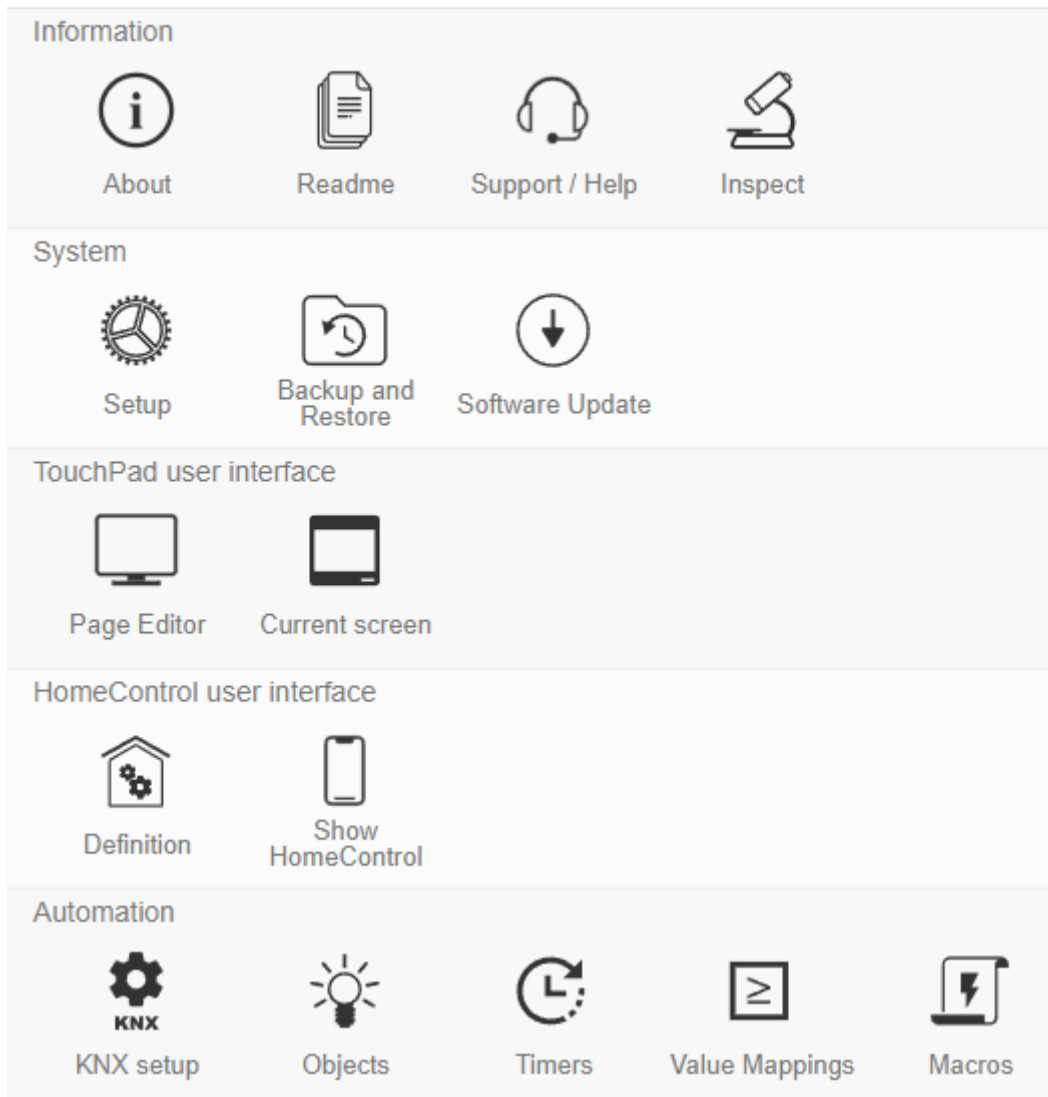 Information
About
Readme
Support / Help
Inspect
System
Setup
Backup and
Restore
Software Update
TouchPad user interface
Page Editor
Current screen
HomeControl user interface
Definition
Show
HomeControl
Automation
KNX
KNX setup
Objects
Timers
Value Mappings
Macros